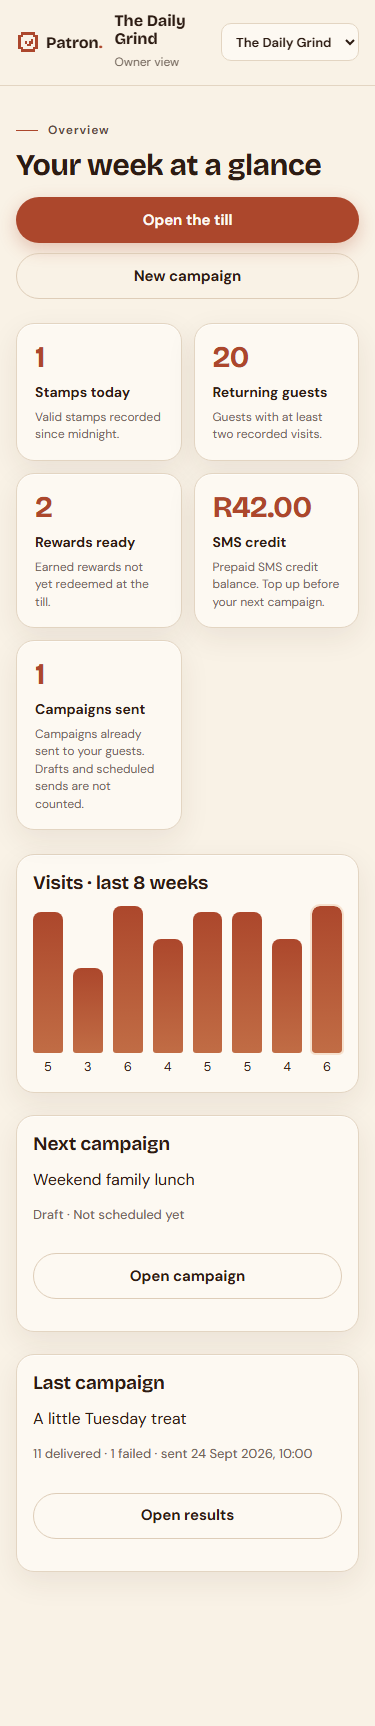 Patron.
The Daily
Grind
Owner view
The Daily Grind
Overview
Your week at a glance
Open the till
New campaign
1
Stamps today
Valid stamps recorded
since midnight.
20
Returning guests
Guests with at least
two recorded visits.
2
Rewards ready
Earned rewards not
yet redeemed at the
till.
R42.00
SMS credit
Prepaid SMS credit
balance. Top up before
your next campaign.
1
Campaigns sent
Campaigns already
sent to your guests.
Drafts and scheduled
sends are not
counted.
Visits · last 8 weeks
5 3 6 4 5 5 4 6
Next campaign
Weekend family lunch
Draft · Not scheduled yet
Open campaign
Last campaign
A little Tuesday treat
11 delivered · 1 failed · sent 24 Sept 2026, 10:00
Open results